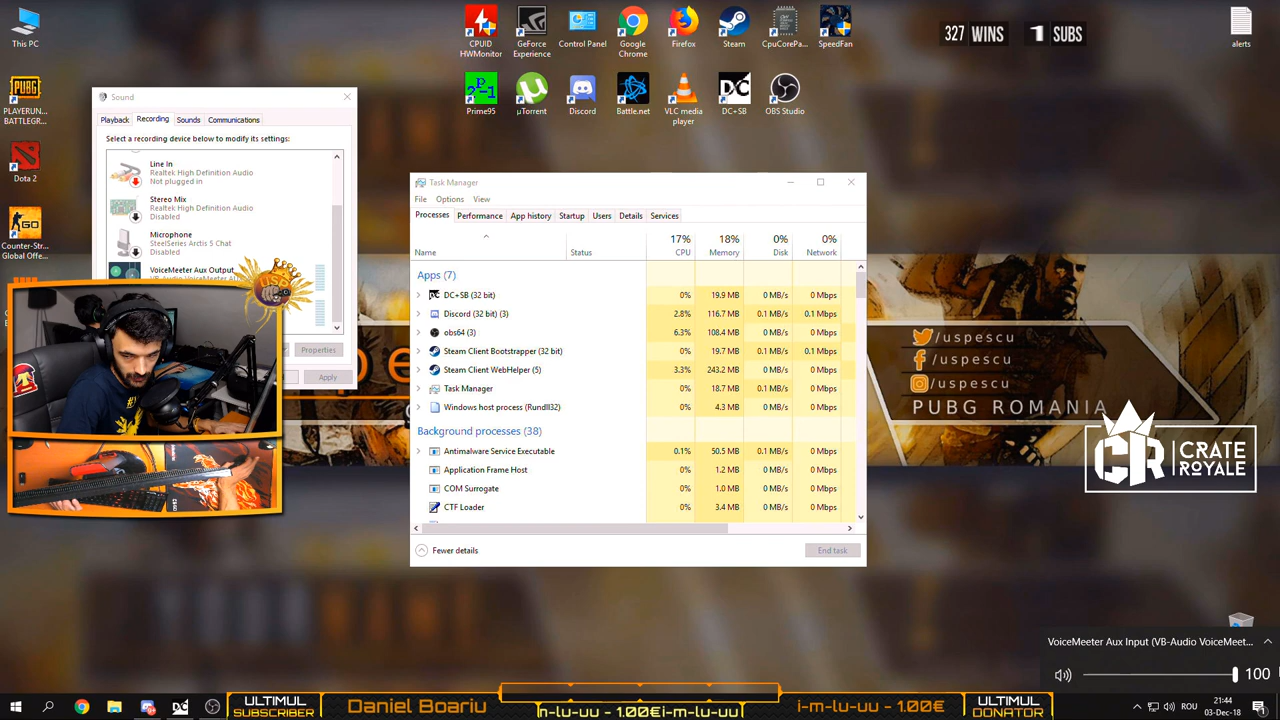 This PC
PLAYERUN...
BATTLEGR...
Dota 2
Counter-Str...
Global Offe...
CPUID
HWMonitor
GeForce
Experience
Control Panel
Google
Chrome
Firefox
Steam
CpuCorePa...
SpeedFan
Prime95
µTorrent
Discord
Battle.net
VLC media
player
DC+SB
OBS Studio
327 WINS
1 SUBS
alerts
Sound
Playback
Recording
Sounds
Communications
Select a recording device below to modify its settings:
Line In
Realtek High Definition Audio
Not plugged in
Stereo Mix
Realtek High Definition Audio
Disabled
Microphone
SteelSeries Arctis 5 Chat
Disabled
VoiceMeeter Aux Output
Properties
Apply
Task Manager
File Options View
Processes Performance App history Startup Users Details Services
17% 18% 0% 0%
Name Status CPU Memory Disk Network
Apps (7)
DC+SB (32 bit) 0% 19.9 MB 0 MB/s 0 Mbps
Discord (32 bit) (3) 2.8% 116.7 MB 0.1 MB/s 0.1 Mbps
obs64 (3) 6.3% 108.4 MB 0 MB/s 0 Mbps
Steam Client Bootstrapper (32 bit) 0% 19.7 MB 0.1 MB/s 0 Mbps
Steam Client WebHelper (5) 3.3% 243.2 MB 0 MB/s 0 Mbps
Task Manager 0% 18.7 MB 0.1 MB/s 0 Mbps
Windows host process (Rundll32) 0% 4.3 MB 0 MB/s 0 Mbps
Background processes (38)
Antimalware Service Executable 0.1% 50.5 MB 0.1 MB/s 0 Mbps
Application Frame Host 0% 1.2 MB 0 MB/s 0 Mbps
COM Surrogate 0% 1.0 MB 0 MB/s 0 Mbps
CTF Loader 0% 3.4 MB 0 MB/s 0 Mbps
Fewer details
End task
/uspescu
/uspescu
/uspescu
PUBG ROMANIA
CR CRATE
ROYALE
USP
VoiceMeeter Aux Input (VB-Audio VoiceMeet...
100
ULTIMUL
SUBSCRIBER
Daniel Boariu
n-lu-uu - 1.00€i-m-lu-uu
i-m-lu-uu - 1.00€
ULTIMUL
DONATOR
ROU
21:44
03-Dec-18